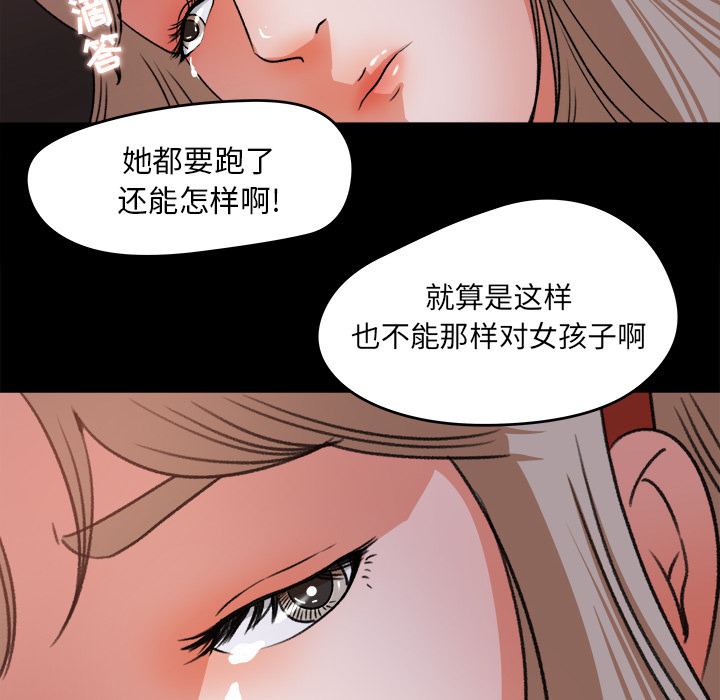 滴答
她都要跑了
还能怎样啊!
就算是这样
也不能那样对女孩子啊